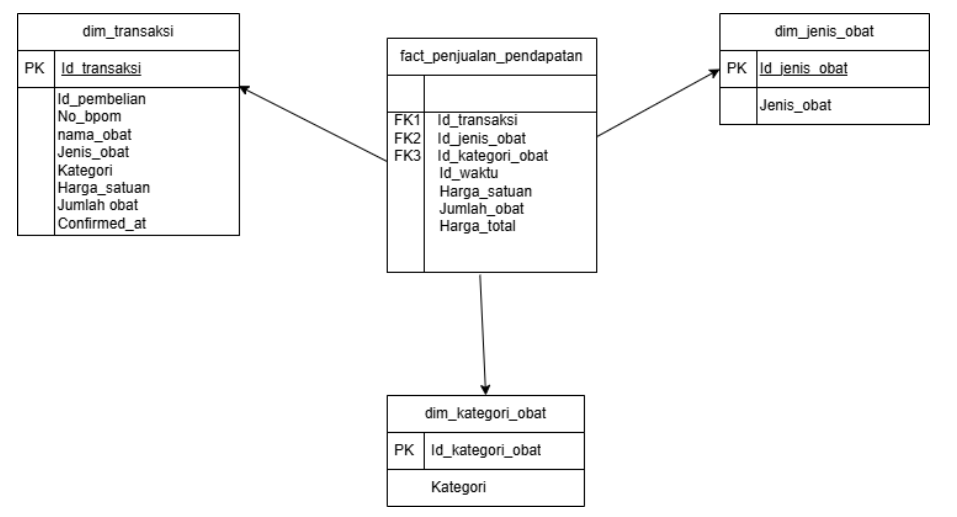 dim_transaksi
PK Id_transaksi
Id_pembelian
No_bpom
nama_obat
Jenis_obat
Kategori
Harga_satuan
Jumlah obat
Confirmed_at
fact_penjualan_pendapatan
FK1 Id_transaksi
FK2 Id_jenis_obat
FK3 Id_kategori_obat
Id_waktu
Harga_satuan
Jumlah_obat
Harga_total
dim_jenis_obat
PK Id_jenis_obat
Jenis_obat
dim_kategori_obat
PK Id_kategori_obat
Kategori